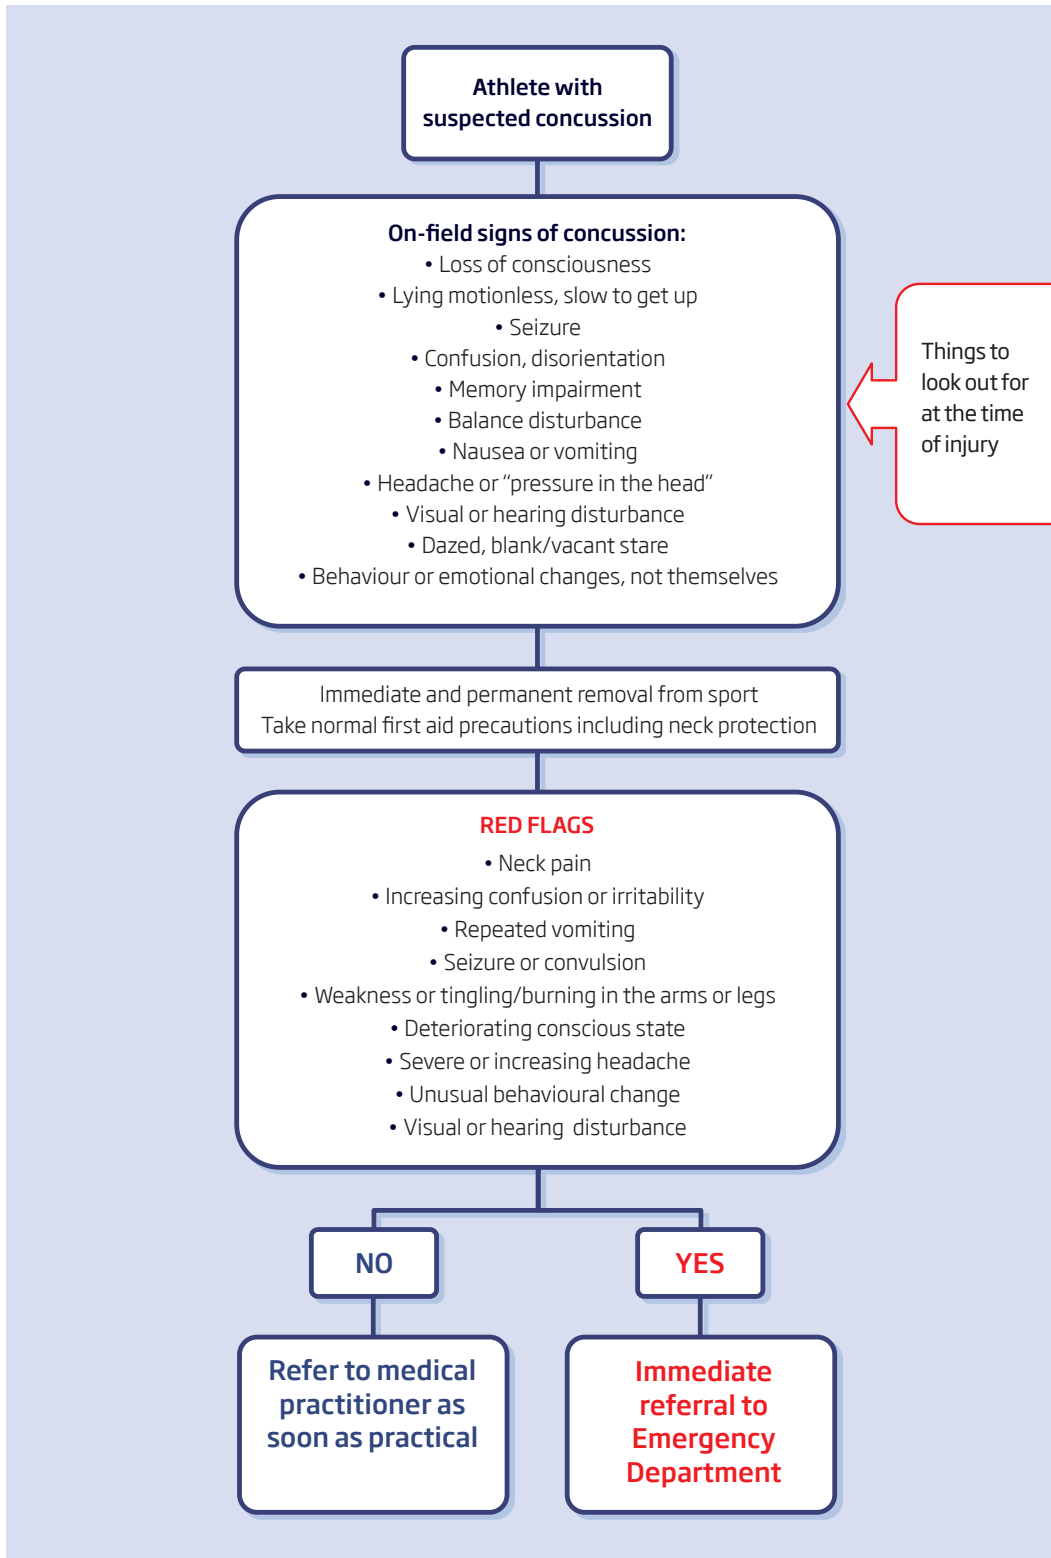 Athlete with
suspected concussion
On-field signs of concussion:
• Loss of consciousness
• Lying motionless, slow to get up
• Seizure
• Confusion, disorientation
• Memory impairment
• Balance disturbance
• Nausea or vomiting
• Headache or “pressure in the head”
• Visual or hearing disturbance
• Dazed, blank/vacant stare
• Behaviour or emotional changes, not themselves
Things to
look out for
at the time
of injury
Immediate and permanent removal from sport
Take normal first aid precautions including neck protection
RED FLAGS
• Neck pain
• Increasing confusion or irritability
• Repeated vomiting
• Seizure or convulsion
• Weakness or tingling/burning in the arms or legs
• Deteriorating conscious state
• Severe or increasing headache
• Unusual behavioural change
• Visual or hearing disturbance
NO
YES
Refer to medical
practitioner as
soon as practical
Immediate
referral to
Emergency
Department